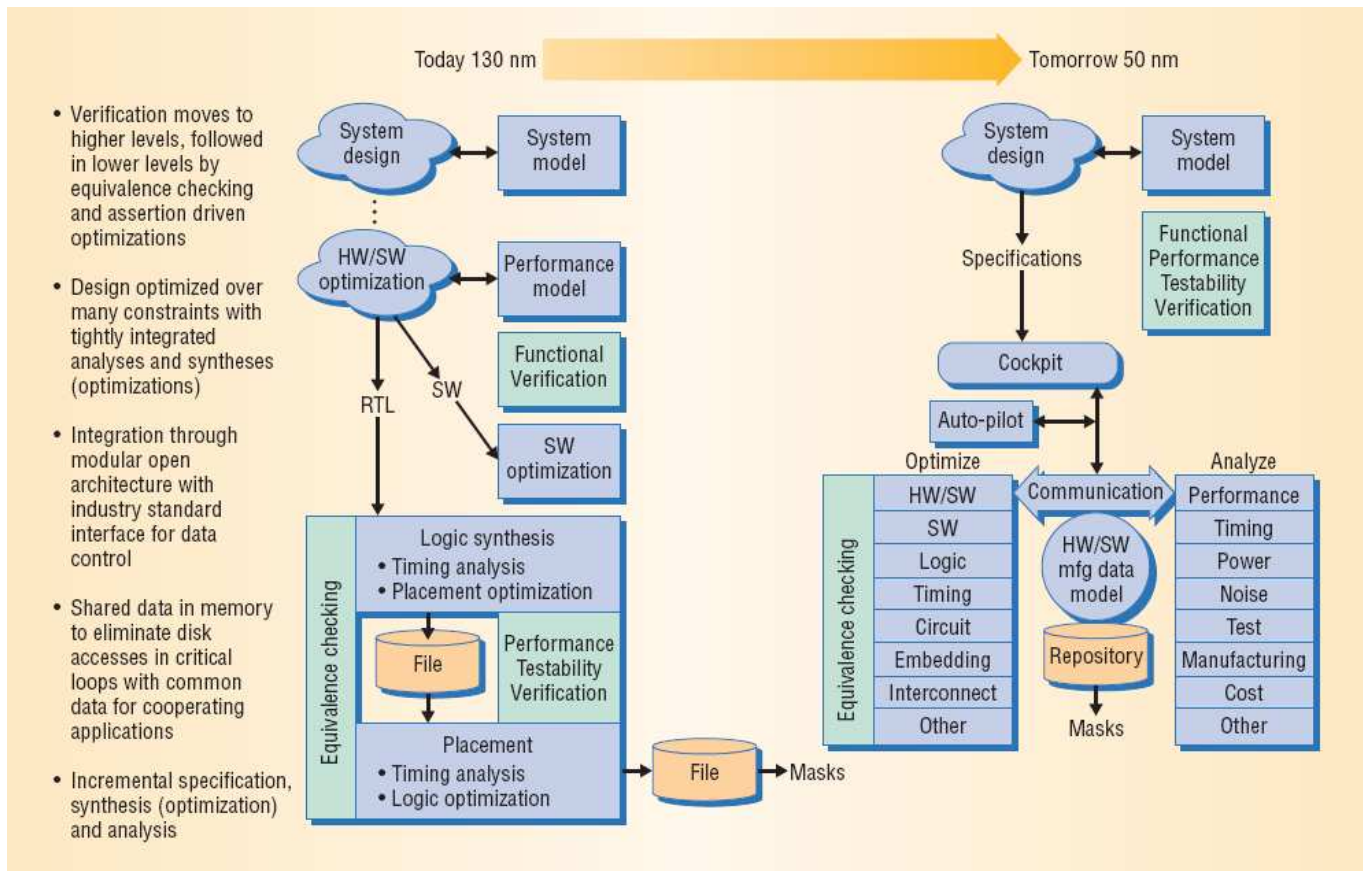 Today 130 nm
Tomorrow 50 nm
• Verification moves to
higher levels, followed
in lower levels by
equivalence checking
and assertion driven
optimizations
• Design optimized over
many constraints with
tightly integrated
analyses and syntheses
(optimizations)
• Integration through
modular open
architecture with
industry standard
interface for data
control
• Shared data in memory
to eliminate disk
accesses in critical
loops with common
data for cooperating
applications
• Incremental specification,
synthesis (optimization)
and analysis
System
design
System
model
HW/SW
optimization
Performance
model
Functional
Verification
RTL
SW
SW
optimization
Equivalence checking
Logic synthesis
• Timing analysis
• Placement optimization
File
Performance
Testability
Verification
Placement
• Timing analysis
• Logic optimization
File
Masks
System
design
System
model
Functional
Performance
Testability
Verification
Specifications
Cockpit
Auto-pilot
Optimize
Equivalence checking
HW/SW
SW
Logic
Timing
Circuit
Embedding
Interconnect
Other
Communication
HW/SW
mfg data
model
Repository
Masks
Analyze
Performance
Timing
Power
Noise
Test
Manufacturing
Cost
Other